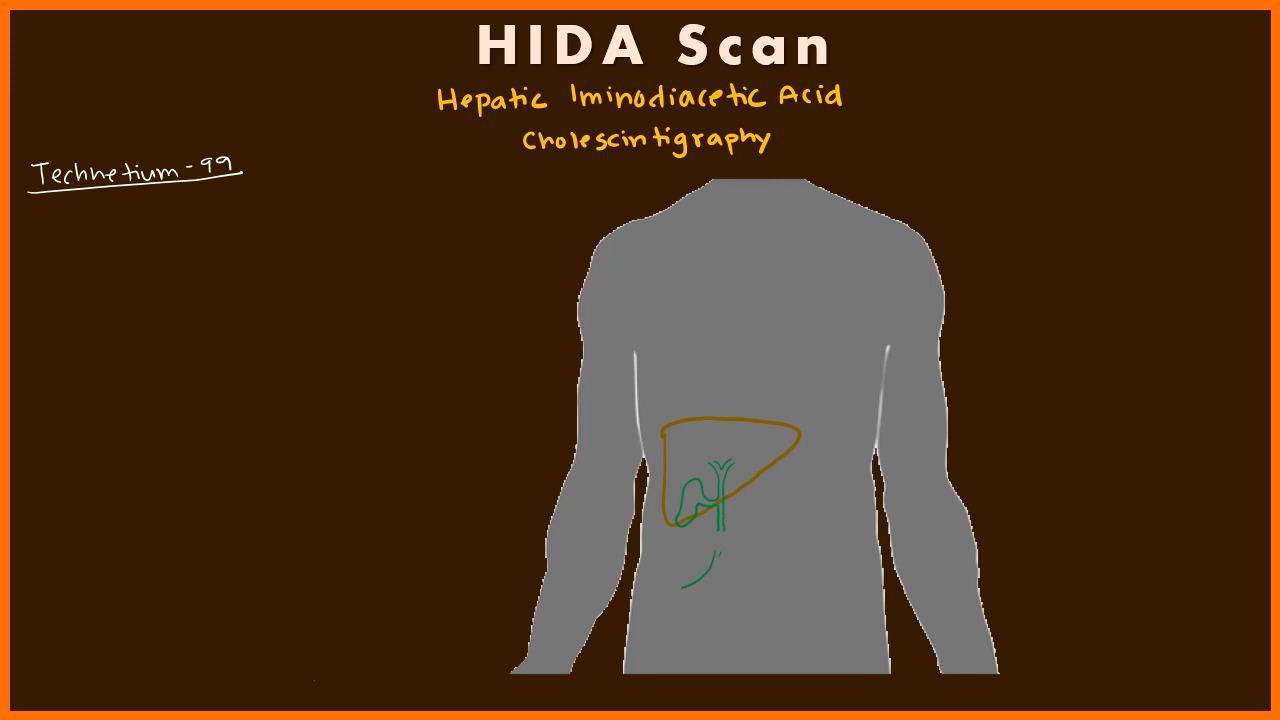 HIDA Scan
Hepatic Iminodiacetic Acid
Cholescintigraphy
Technetium-99